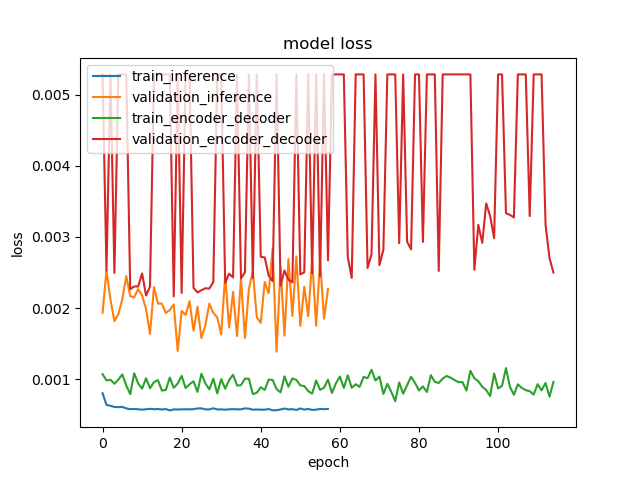 model loss
train_inference
validation_inference
train_encoder_decoder
validation_encoder_decoder
0.005
0.004
0.003
0.002
0.001
loss
0 20 40 60 80 100
epoch